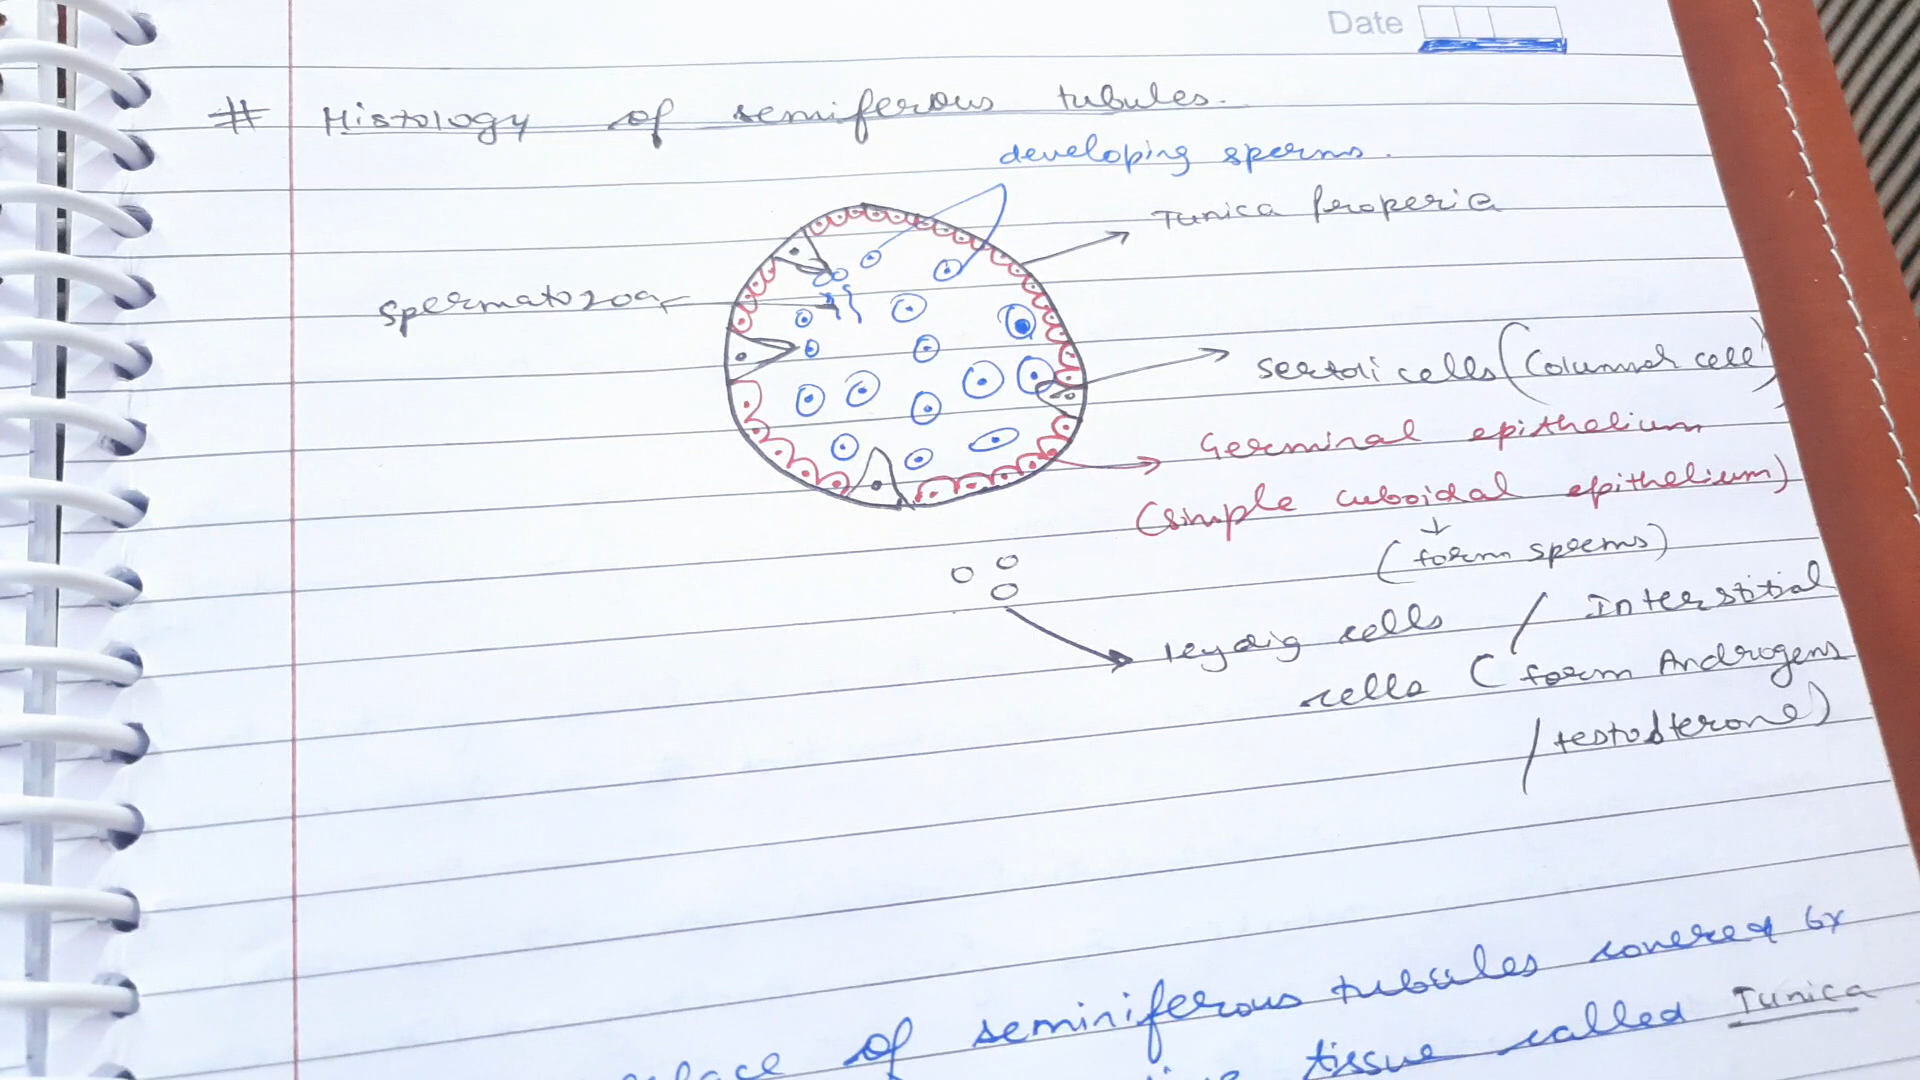 Date
# Histology of semiferous tubules.
developing sperms.
Tunica Properia
Spermatozoa
Sertoli cells (Columnar cell)
Germinal epithelium
(simple cuboidal epithelium)
(form sperms)
leydig cells / Interstitial
cells ( form Androgens
/ testosterone)
of seminiferous tubules covered by
tissue called Tunica